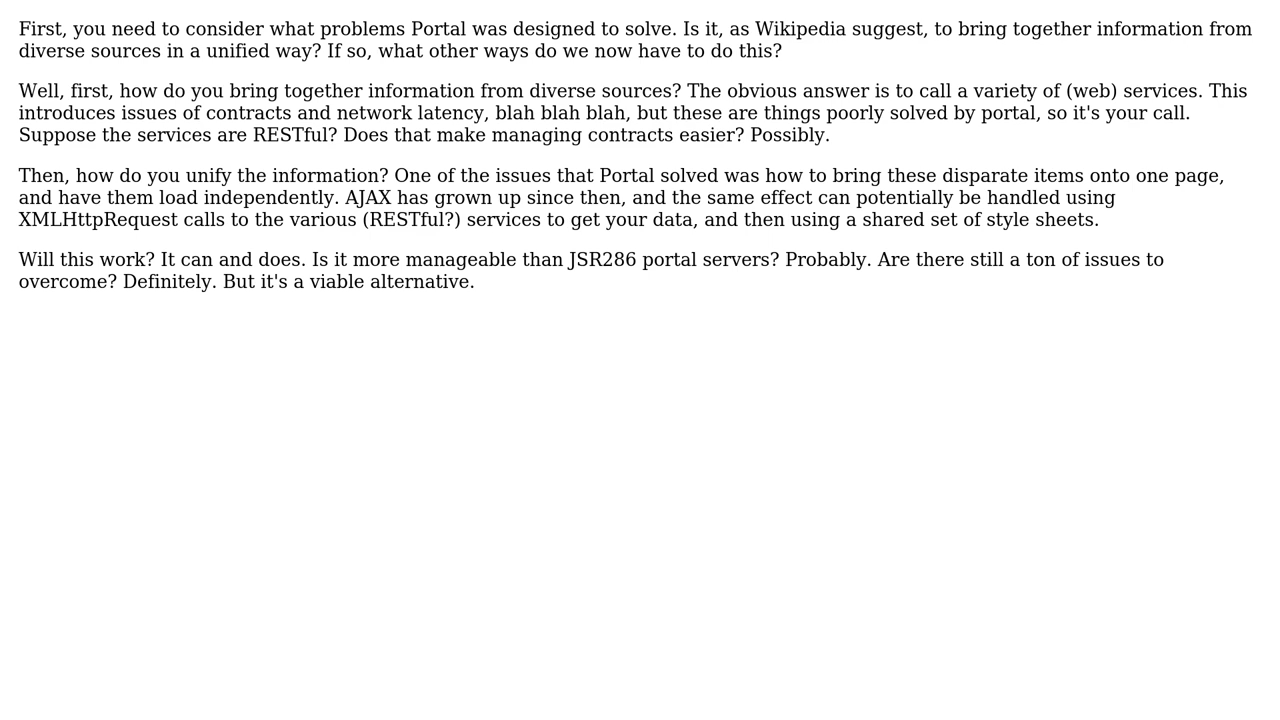 First, you need to consider what problems Portal was designed to solve. Is it, as Wikipedia suggest, to bring together information from
diverse sources in a unified way? If so, what other ways do we now have to do this?
Well, first, how do you bring together information from diverse sources? The obvious answer is to call a variety of (web) services. This
introduces issues of contracts and network latency, blah blah blah, but these are things poorly solved by portal, so it's your call.
Suppose the services are RESTful? Does that make managing contracts easier? Possibly.
Then, how do you unify the information? One of the issues that Portal solved was how to bring these disparate items onto one page,
and have them load independently. AJAX has grown up since then, and the same effect can potentially be handled using
XMLHttpRequest calls to the various (RESTful?) services to get your data, and then using a shared set of style sheets.
Will this work? It can and does. Is it more manageable than JSR286 portal servers? Probably. Are there still a ton of issues to
overcome? Definitely. But it's a viable alternative.